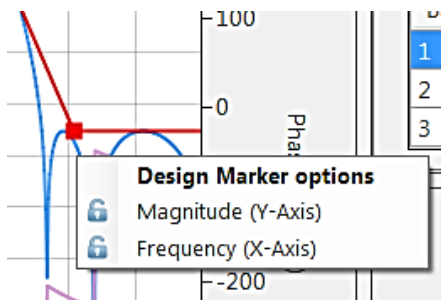 100
0
Phas
1
2
3
Design Marker options
Magnitude (Y-Axis)
Frequency (X-Axis)
-200